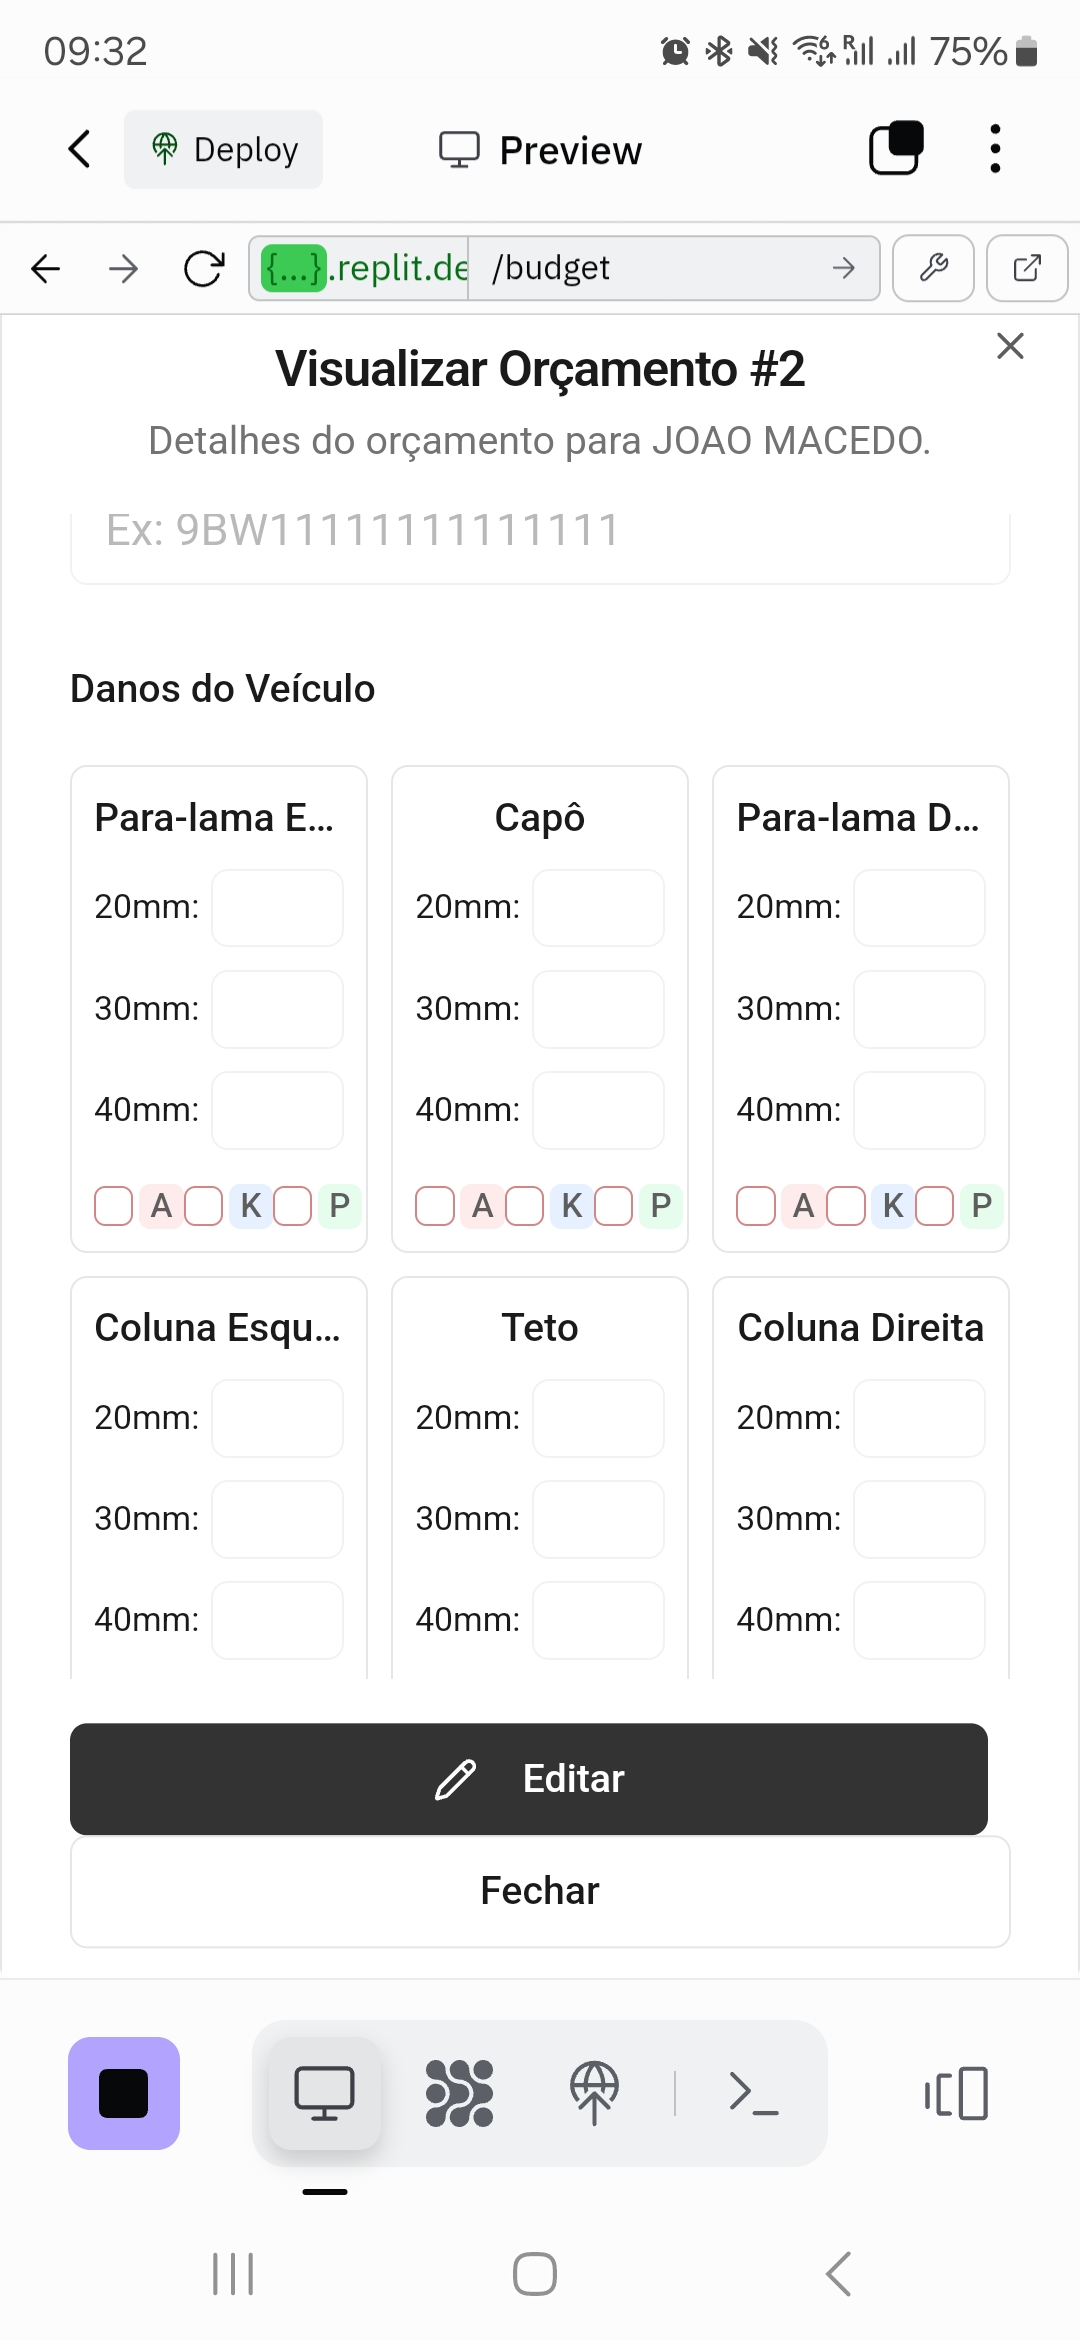 09:32
6 R 75%
Deploy
Preview
{...}.replit.de
/budget
Visualizar Orçamento #2
Detalhes do orçamento para JOAO MACEDO.
Ex: 9BW11111111111111
Danos do Veículo
Para-lama E... Capô Para-lama D...
20mm: 20mm: 20mm:
30mm: 30mm: 30mm:
40mm: 40mm: 40mm:
A K P A K P A K P
Coluna Esqu... Teto Coluna Direita
20mm: 20mm: 20mm:
30mm: 30mm: 30mm:
40mm: 40mm: 40mm:
Editar
Fechar